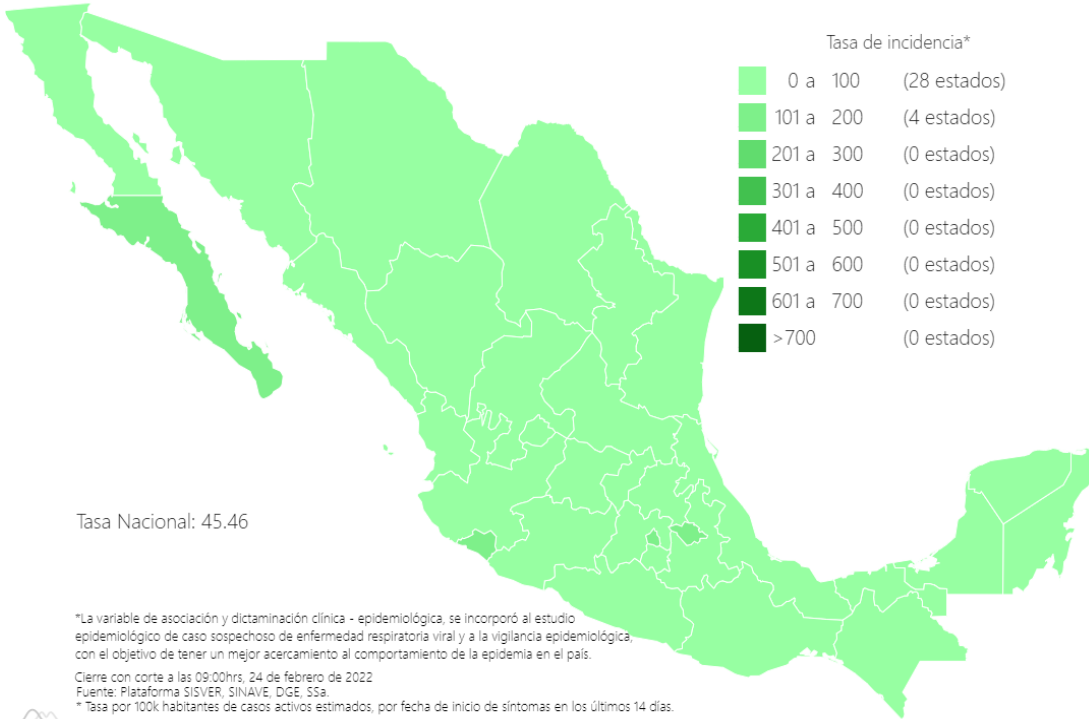 Tasa de incidencia*
0 a 100 (28 estados)
101 a 200 (4 estados)
201 a 300 (0 estados)
301 a 400 (0 estados)
401 a 500 (0 estados)
501 a 600 (0 estados)
601 a 700 (0 estados)
>700 (0 estados)
Tasa Nacional: 45.46
*La variable de asociación y dictaminación clínica - epidemiológica, se incorporó al estudio
epidemiológico de caso sospechoso de enfermedad respiratoria viral y a la vigilancia epidemiológica,
con el objetivo de tener un mejor acercamiento al comportamiento de la epidemia en el país.
Cierre con corte a las 09:00hrs, 24 de febrero de 2022
Fuente: Plataforma SISVER, SINAVE, DGE, SSa.
* Tasa por 100k habitantes de casos activos estimados, por fecha de inicio de síntomas en los últimos 14 días.